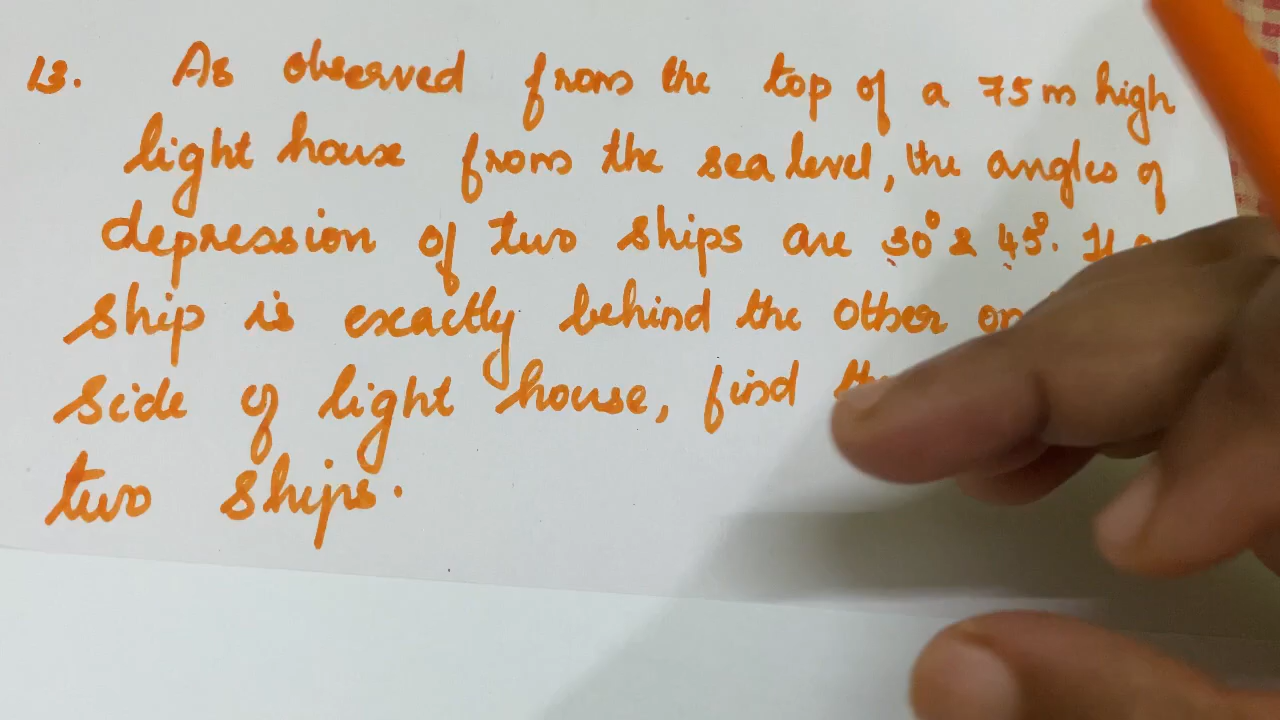 13. As observed from the top of a 75m high
light house from the sea level, the angles of
depression of two ships are 30° & 45°. If
ship is exactly behind the other on
side of light house, find
two ships.